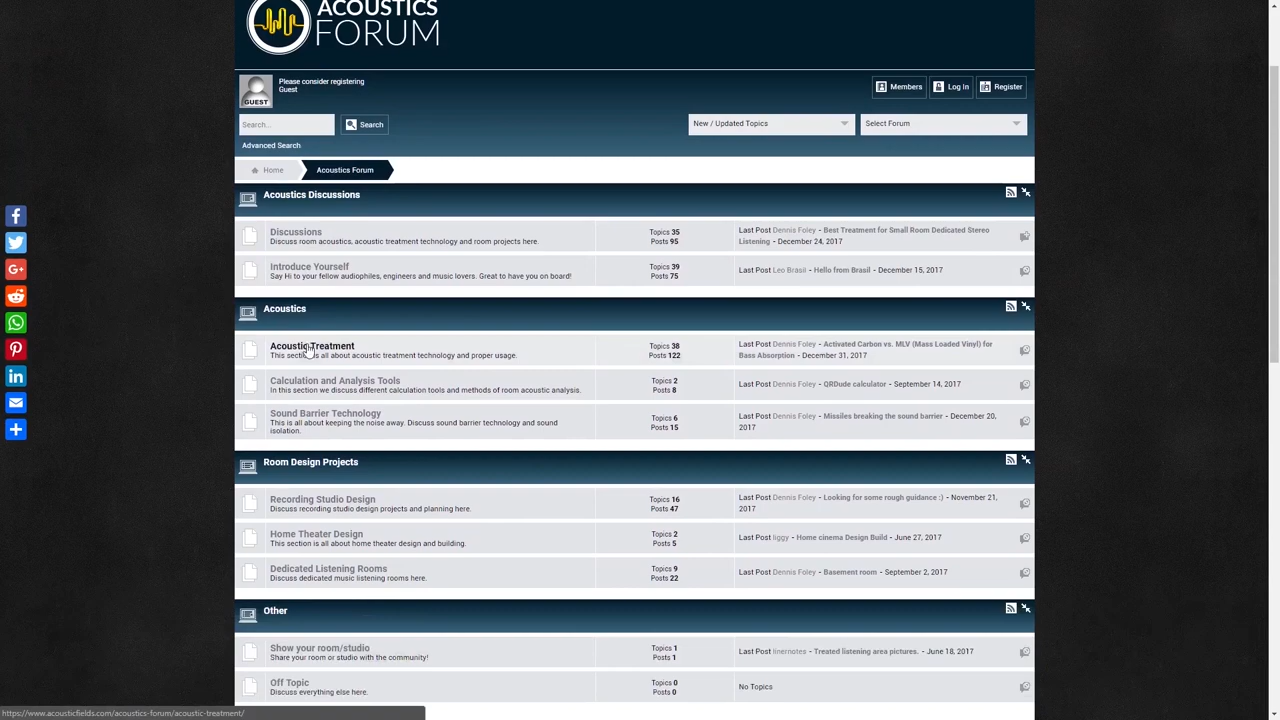 ACOUSTICS
FORUM
Please consider registering
Guest
GUEST
Members
Log In
Register
Search...
Search
New / Updated Topics
Select Forum
Advanced Search
Home
Acoustics Forum
Acoustics Discussions
Discussions
Discuss room acoustics, acoustic treatment technology and room projects here.
Topics 35
Posts 95
Last Post Dennis Foley - Best Treatment for Small Room Dedicated Stereo
Listening - December 24, 2017
Introduce Yourself
Say Hi to your fellow audiophiles, engineers and music lovers. Great to have you on board!
Topics 39
Posts 75
Last Post Leo Brasil - Hello from Brasil - December 15, 2017
Acoustics
Acoustic Treatment
This section is all about acoustic treatment technology and proper usage.
Topics 38
Posts 122
Last Post Dennis Foley - Activated Carbon vs. MLV (Mass Loaded Vinyl) for
Bass Absorption - December 31, 2017
Calculation and Analysis Tools
In this section we discuss different calculation tools and methods of room acoustic analysis.
Topics 2
Posts 8
Last Post Dennis Foley - QRDude calculator - September 14, 2017
Sound Barrier Technology
This is all about keeping the noise away. Discuss sound barrier technology and sound
isolation.
Topics 6
Posts 15
Last Post Dennis Foley - Missiles breaking the sound barrier - December 20,
2017
Room Design Projects
Recording Studio Design
Discuss recording studio design projects and planning here.
Topics 16
Posts 47
Last Post Dennis Foley - Looking for some rough guidance :) - November 21,
2017
Home Theater Design
This section is all about home theater design and building.
Topics 2
Posts 5
Last Post liggy - Home cinema Design Build - June 27, 2017
Dedicated Listening Rooms
Discuss dedicated music listening rooms here.
Topics 9
Posts 22
Last Post Dennis Foley - Basement room - September 2, 2017
Other
Show your room/studio
Share your room or studio with the community!
Topics 1
Posts 1
Last Post linernotes - Treated listening area pictures. - June 18, 2017
Off Topic
Discuss everything else here.
Topics 0
Posts 0
No Topics
https://www.acousticfields.com/acoustics-forum/acoustic-treatment/